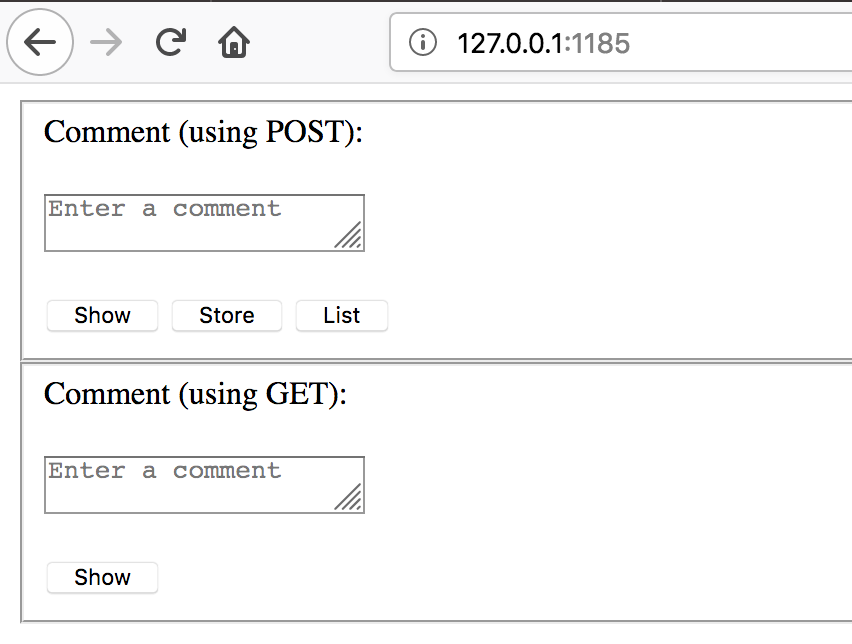 127.0.0.1:1185
Comment (using POST):
Enter a comment
Show Store List
Comment (using GET):
Enter a comment
Show